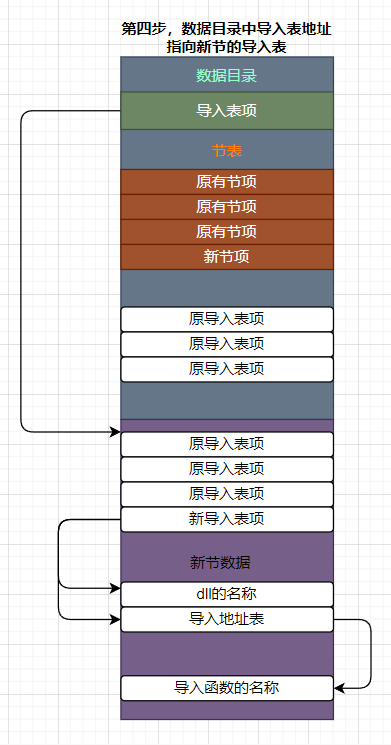 第四步，数据目录中导入表地址
指向新节的导入表
数据目录
导入表项
节表
原有节项
原有节项
原有节项
新节项
原导入表项
原导入表项
原导入表项
原导入表项
原导入表项
原导入表项
新导入表项
新节数据
dll的名称
导入地址表
导入函数的名称